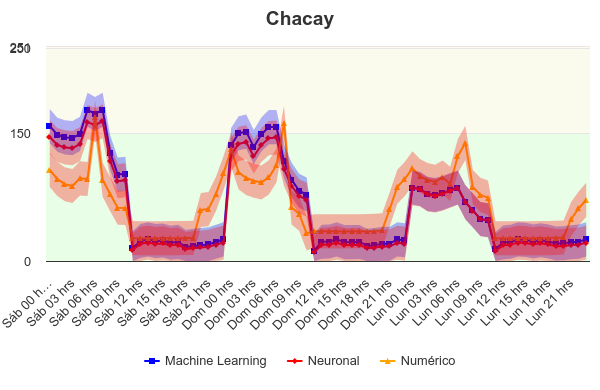 Chacay
150
0
Sáb 00 h...
Sáb 03 hrs
Sáb 06 hrs
Sáb 09 hrs
Sáb 12 hrs
Sáb 15 hrs
Sáb 18 hrs
Sáb 21 hrs
Dom 00 hrs
Dom 03 hrs
Dom 06 hrs
Dom 09 hrs
Dom 12 hrs
Dom 15 hrs
Dom 18 hrs
Dom 21 hrs
Lun 00 hrs
Lun 03 hrs
Lun 06 hrs
Lun 09 hrs
Lun 12 hrs
Lun 15 hrs
Lun 18 hrs
Lun 21 hrs
Machine Learning Neuronal Numérico